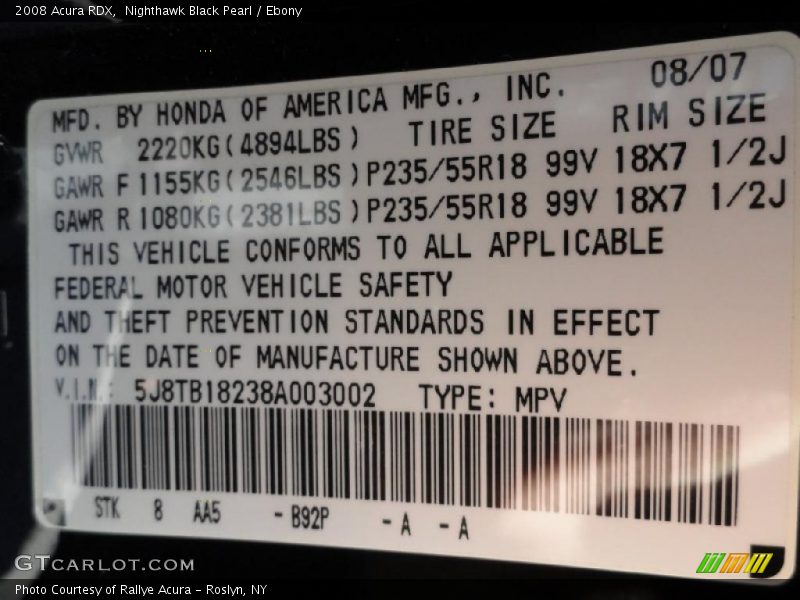 2008 Acura RDX,  Nighthawk Black Pearl / Ebony
MFD. BY HONDA OF AMERICA MFG., INC. 08/07
GVWR 2220KG(4894LBS) TIRE SIZE RIM SIZE
GAWR F 1155KG(2546LBS) P235/55R18 99V 18X7 1/2J
GAWR R 1080KG(2381LBS) P235/55R18 99V 18X7 1/2J
THIS VEHICLE CONFORMS TO ALL APPLICABLE
FEDERAL MOTOR VEHICLE SAFETY
AND THEFT PREVENTION STANDARDS IN EFFECT
ON THE DATE OF MANUFACTURE SHOWN ABOVE.
V.I.N.: 5J8TB18238A003002 TYPE: MPV
STK 8 AA5 -B92P -A -A
GTCARLOT.COM
Photo Courtesy of Rallye Acura - Roslyn, NY